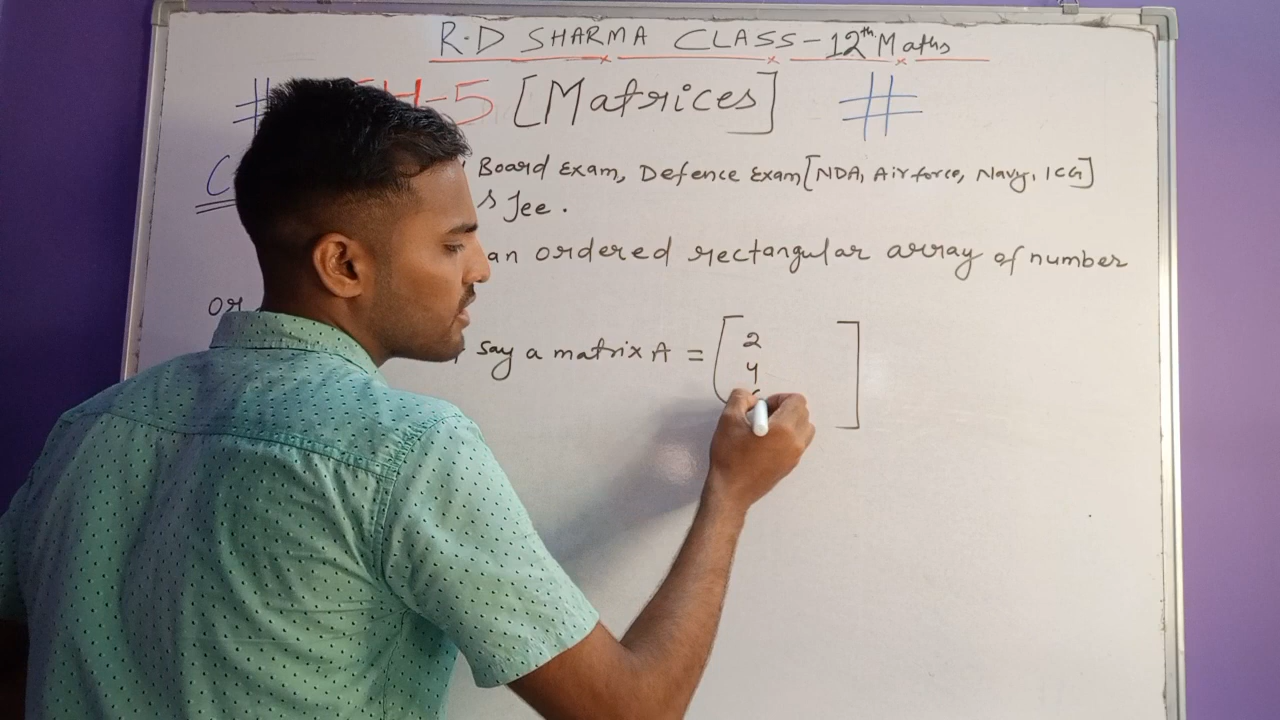 R.D SHARMA CLASS-12th Maths
# H-5 [Matrices] #
Board Exam, Defence Exam[NDA, Airforce, Navy, ICG]
s Jee.
an ordered rectangular array of number
or
say a matrix A = [2
4
]